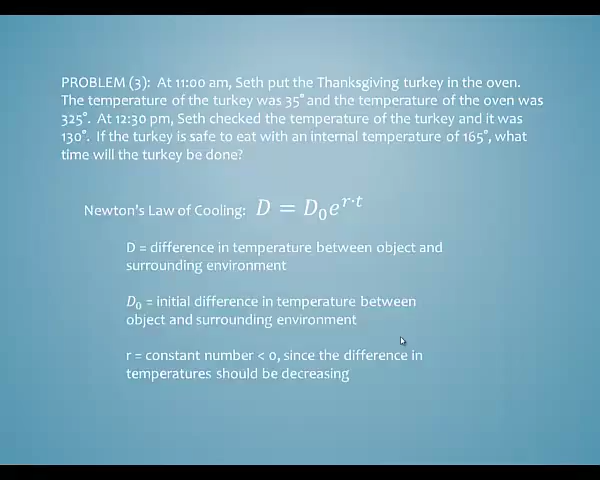 PROBLEM (3): At 11:00 am, Seth put the Thanksgiving turkey in the oven.
The temperature of the turkey was 35° and the temperature of the oven was
325°. At 12:30 pm, Seth checked the temperature of the turkey and it was
130°. If the turkey is safe to eat with an internal temperature of 165°, what
time will the turkey be done?
Newton's Law of Cooling: D = D₀e^{r·t}
D = difference in temperature between object and
surrounding environment
D₀ = initial difference in temperature between
object and surrounding environment
r = constant number < 0, since the difference in
temperatures should be decreasing